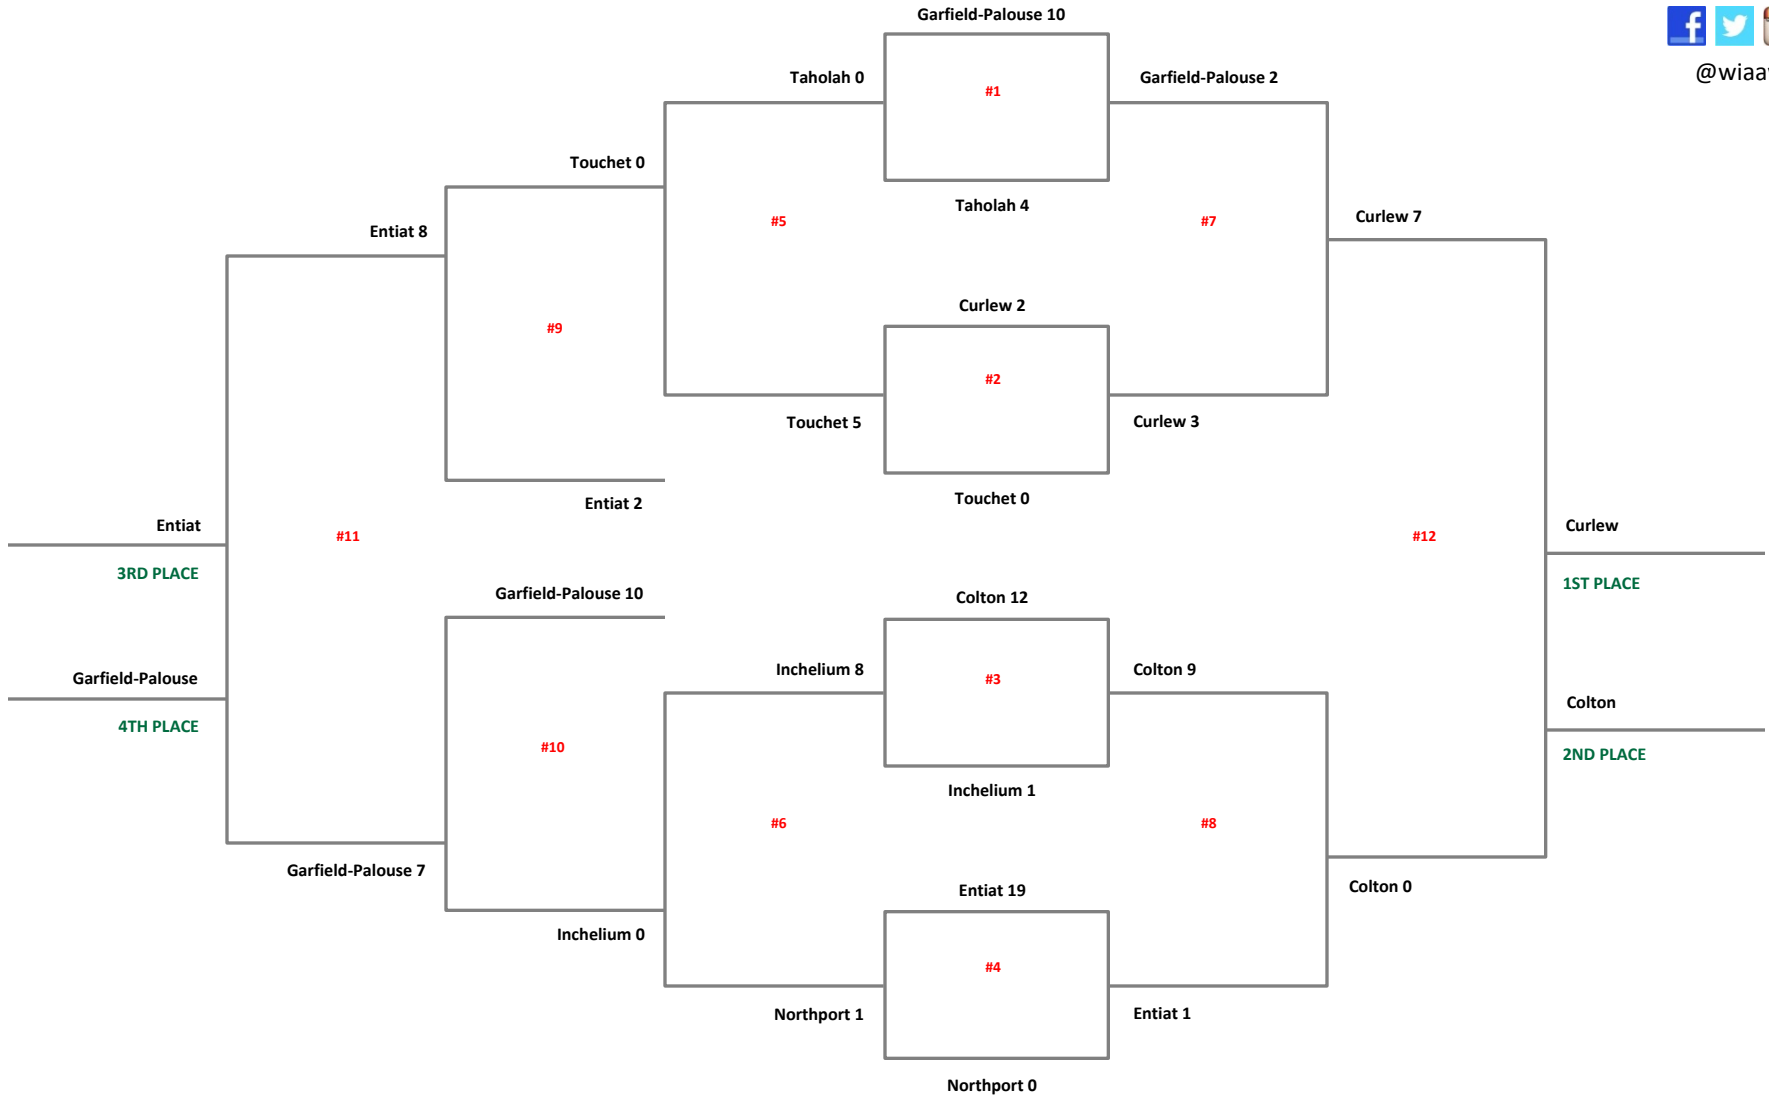 Garfield-Palouse 10
@wiaa
Taholah 0
#1
Garfield-Palouse 2
Touchet 0
Taholah 4
#5
#7
Curlew 7
Entiat 8
Curlew 2
#9
#2
Touchet 5
Curlew 3
Entiat 2
Touchet 0
Entiat
#11
#12
Curlew
3RD PLACE
1ST PLACE
Garfield-Palouse 10
Colton 12
Garfield-Palouse
Inchelium 8
#3
Colton 9
Colton
4TH PLACE
#10
2ND PLACE
Inchelium 1
#6
#8
Garfield-Palouse 7
Entiat 19
Colton 0
Inchelium 0
#4
Northport 1
Entiat 1
Northport 0